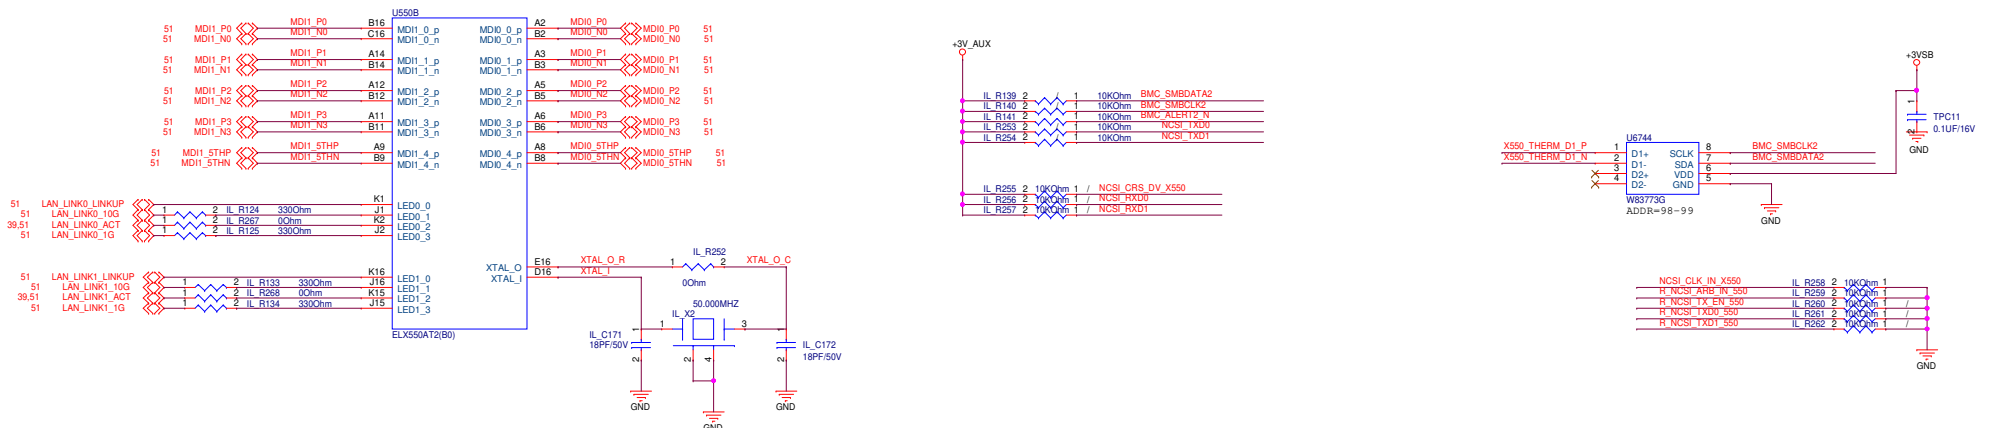 U550B
51 MDI1_P0 MDI1_P0 B16 MDI1_0_p MDI0_0_p A2 MDI0_P0 MDI0_P0 51
51 MDI1_N0 MDI1_N0 C16 MDI1_0_n MDI0_0_n B2 MDI0_N0 MDI0_N0 51
51 MDI1_P1 MDI1_P1 A14 MDI1_1_p MDI0_1_p A3 MDI0_P1 MDI0_P1 51
51 MDI1_N1 MDI1_N1 B14 MDI1_1_n MDI0_1_n B3 MDI0_N1 MDI0_N1 51
51 MDI1_P2 MDI1_P2 A12 MDI1_2_p MDI0_2_p A5 MDI0_P2 MDI0_P2 51
51 MDI1_N2 MDI1_N2 B12 MDI1_2_n MDI0_2_n B5 MDI0_N2 MDI0_N2 51
51 MDI1_P3 MDI1_P3 A11 MDI1_3_p MDI0_3_p A6 MDI0_P3 MDI0_P3 51
51 MDI1_N3 MDI1_N3 B11 MDI1_3_n MDI0_3_n B6 MDI0_N3 MDI0_N3 51
51 MDI1_5THP MDI1_5THP A9 MDI1_4_p MDI0_4_p A8 MDI0_5THP MDI0_5THP 51
51 MDI1_5THN MDI1_5THN B9 MDI1_4_n MDI0_4_n B8 MDI0_5THN MDI0_5THN 51
51 LAN_LINK0_LINKUP K1 LED0_0
51 LAN_LINK0_10G 1 2 IL_R124 330Ohm J1 LED0_1
39,51 LAN_LINK0_ACT IL_R267 0Ohm K2 LED0_2
51 LAN_LINK0_1G 1 2 IL_R125 330Ohm J2 LED0_3
51 LAN_LINK1_LINKUP K16 LED1_0
51 LAN_LINK1_10G 1 2 IL_R133 330Ohm J16 LED1_1
39,51 LAN_LINK1_ACT 1 2 IL_R268 0Ohm K15 LED1_2
51 LAN_LINK1_1G 1 2 IL_R134 330Ohm J15 LED1_3
ELX550AT2(B0)
XTAL_O E16 XTAL_O_R 1 IL_R252 2 XTAL_O_C
XTAL_I D16 XTAL_I 0Ohm
50.000MHZ
IL_X2
1 3
2 4
IL_C171
18PF/50V
1
2
IL_C172
18PF/50V
1
2
GND
GND
GND
+3V_AUX
IL_R139 2 / 1 10KOhm BMC_SMBDATA2
IL_R140 2 1 10KOhm BMC_SMBCLK2
IL_R141 2 1 10KOhm BMC_ALERT2_N
IL_R253 2 1 10KOhm NCSI_TXD0
IL_R254 2 1 10KOhm NCSI_TXD1
IL_R255 2 10KOhm 1 / NCSI_CRS_DV_X550
IL_R256 2 10KOhm 1 NCSI_RXD0
IL_R257 2 10KOhm 1 / NCSI_RXD1
+3VSB
1
2
TPC11
0.1UF/16V
GND
U6744
X550_THERM_D1_P 1 D1+ SCLK 8 BMC_SMBCLK2
X550_THERM_D1_N 2 D1- SDA 7 BMC_SMBDATA2
3 D2+ VDD 6
4 D2- GND 5
W83773G
ADDR=98-99
GND
NCSI_CLK_IN_X550 IL_R258 2 10KOhm 1
R_NCSI_ARB_IN_550 IL_R259 2 10KOhm 1
R_NCSI_TX_EN_550 IL_R260 2 10KOhm 1 /
R_NCSI_TXD0_550 IL_R261 2 10KOhm 1 /
R_NCSI_TXD1_550 IL_R262 2 10KOhm 1 /
GND